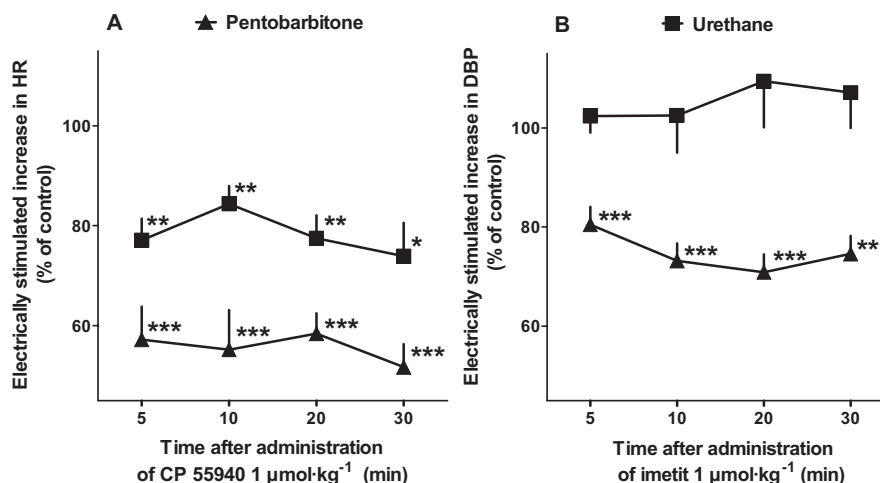 A ▲ Pentobarbitone
B ■ Urethane
Electrically stimulated increase in HR
(% of control)
100
80
60
**
**
**
*
***
***
***
***
5 10 20 30
Time after administration
of CP 55940 1 µmol·kg⁻¹ (min)
Electrically stimulated increase in DBP
(% of control)
100
80
60
***
***
***
**
5 10 20 30
Time after administration
of imetit 1 µmol·kg⁻¹ (min)